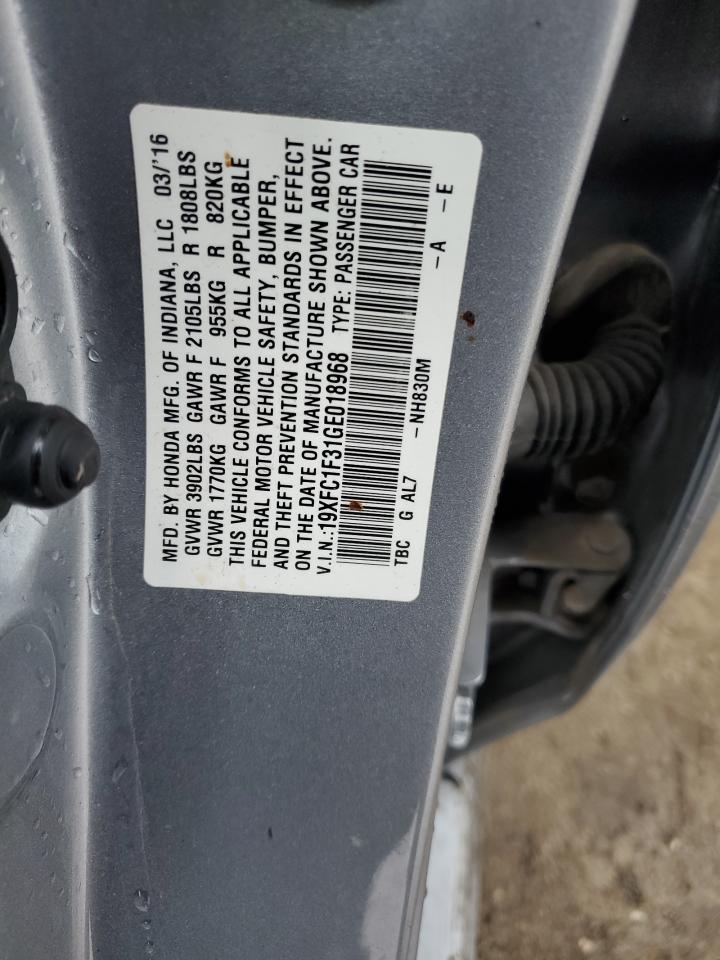 MFD. BY HONDA MFG. OF INDIANA, LLC 03/'16
GVWR 3902LBS GAWR F 2105LBS R 1808LBS
GVWR 1770KG GAWR F 955KG R 820KG
THIS VEHICLE CONFORMS TO ALL APPLICABLE
FEDERAL MOTOR VEHICLE SAFETY, BUMPER,
AND THEFT PREVENTION STANDARDS IN EFFECT
ON THE DATE OF MANUFACTURE SHOWN ABOVE.
V.I.N.:19XFC1F31GE018968 TYPE: PASSENGER CAR
TBC G AL7 -NH830M -A -E